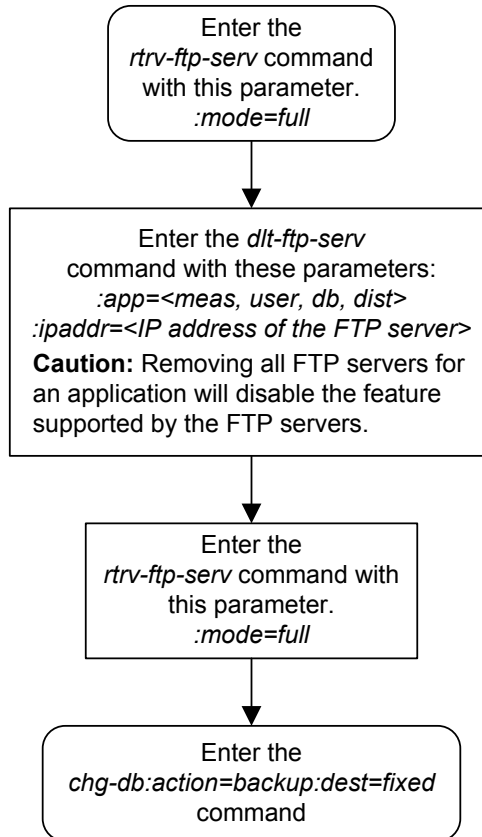 Enter the
rtrv-ftp-serv command
with this parameter.
:mode=full
Enter the dlt-ftp-serv
command with these parameters:
:app=<meas, user, db, dist>
:ipaddr=<IP address of the FTP server>
Caution: Removing all FTP servers for
an application will disable the feature
supported by the FTP servers.
Enter the
rtrv-ftp-serv command with
this parameter.
:mode=full
Enter the
chg-db:action=backup:dest=fixed
command